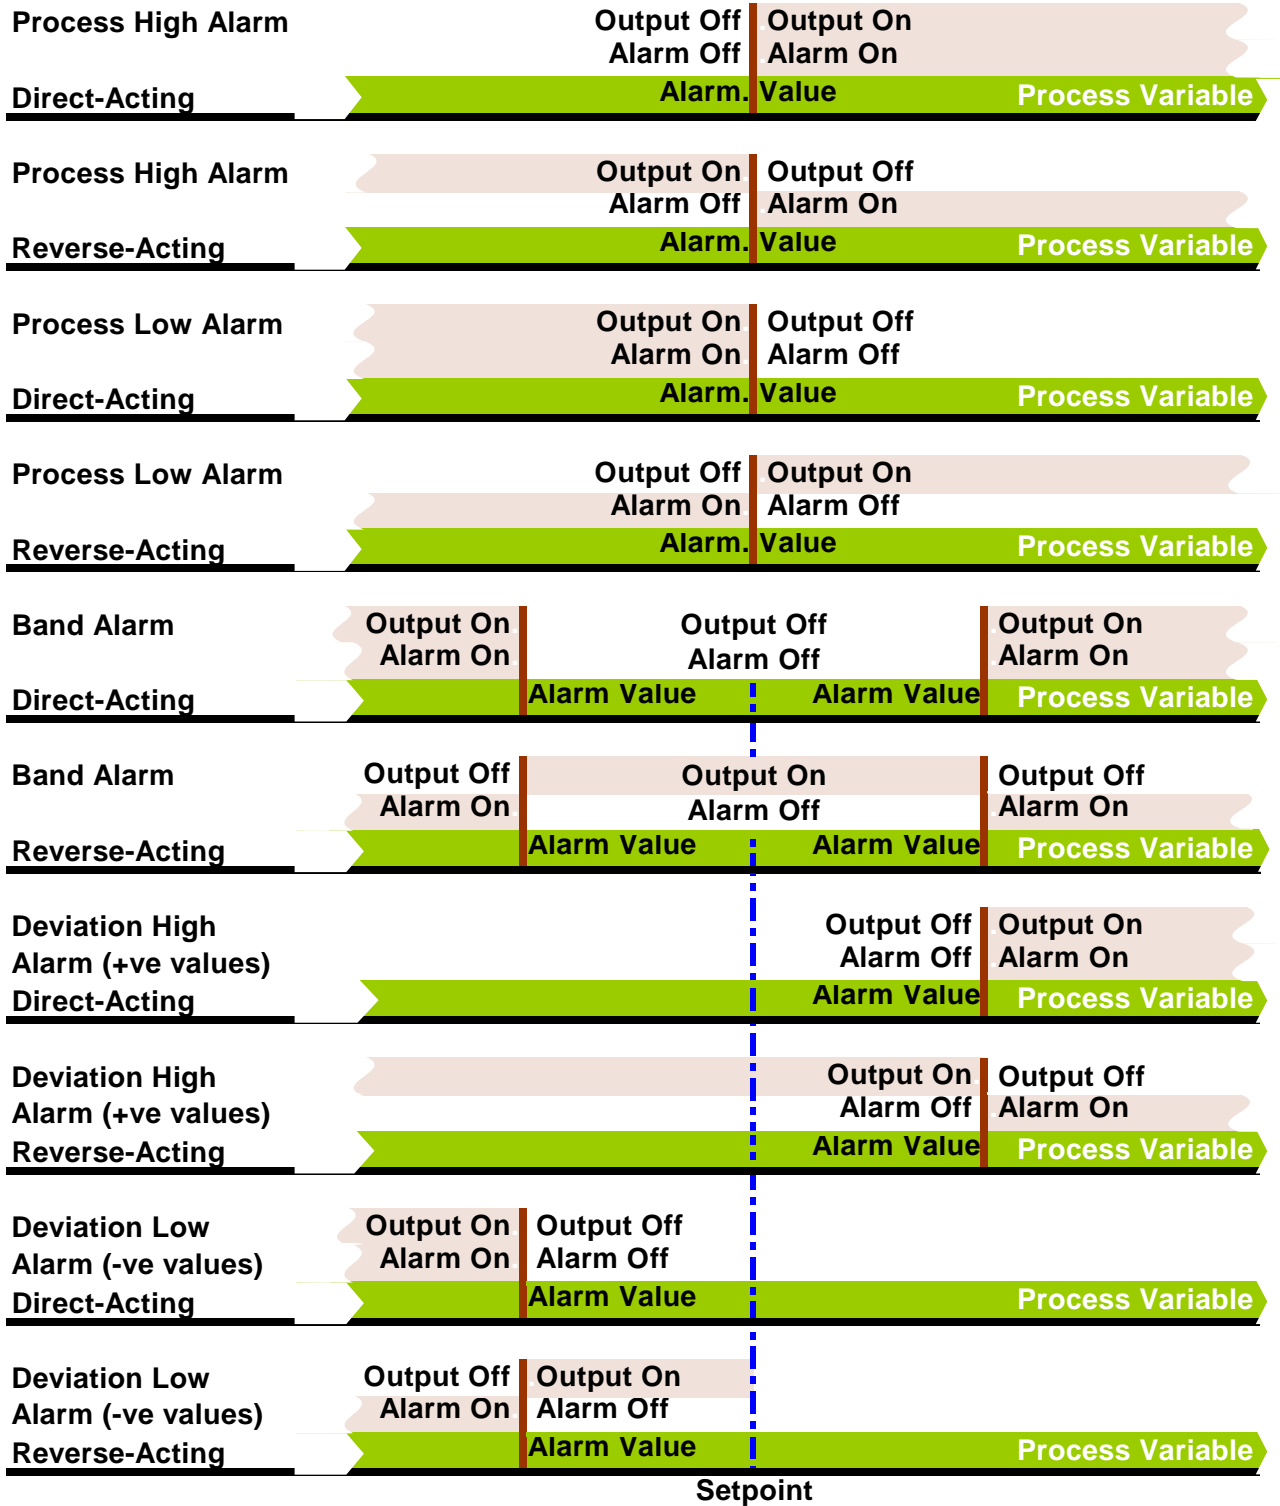 Process High Alarm Output Off Output On
Alarm Off Alarm On
Direct-Acting Alarm. Value Process Variable
Process High Alarm Output On Output Off
Alarm Off Alarm On
Reverse-Acting Alarm. Value Process Variable
Process Low Alarm Output On Output Off
Alarm On Alarm Off
Direct-Acting Alarm. Value Process Variable
Process Low Alarm Output Off Output On
Alarm On Alarm Off
Reverse-Acting Alarm. Value Process Variable
Band Alarm Output On Output Off Output On
Alarm On Alarm Off Alarm On
Direct-Acting Alarm Value Alarm Value Process Variable
Band Alarm Output Off Output On Output Off
Alarm On Alarm Off Alarm On
Reverse-Acting Alarm Value Alarm Value Process Variable
Deviation High Output Off Output On
Alarm (+ve values) Alarm Off Alarm On
Direct-Acting Alarm Value Process Variable
Deviation High Output On Output Off
Alarm (+ve values) Alarm Off Alarm On
Reverse-Acting Alarm Value Process Variable
Deviation Low Output On Output Off
Alarm (-ve values) Alarm On Alarm Off
Direct-Acting Alarm Value Process Variable
Deviation Low Output Off Output On
Alarm (-ve values) Alarm On Alarm Off
Reverse-Acting Alarm Value Process Variable
Setpoint